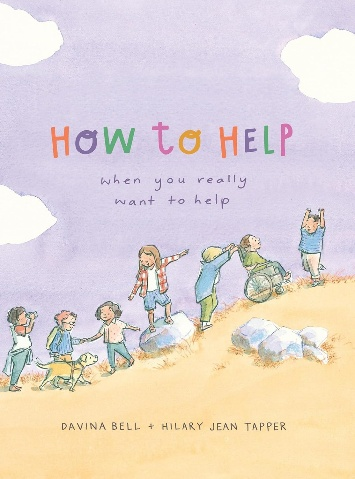 HOW to HELP
when you really
want to help
DAVINA BELL + HILARY JEAN TAPPER